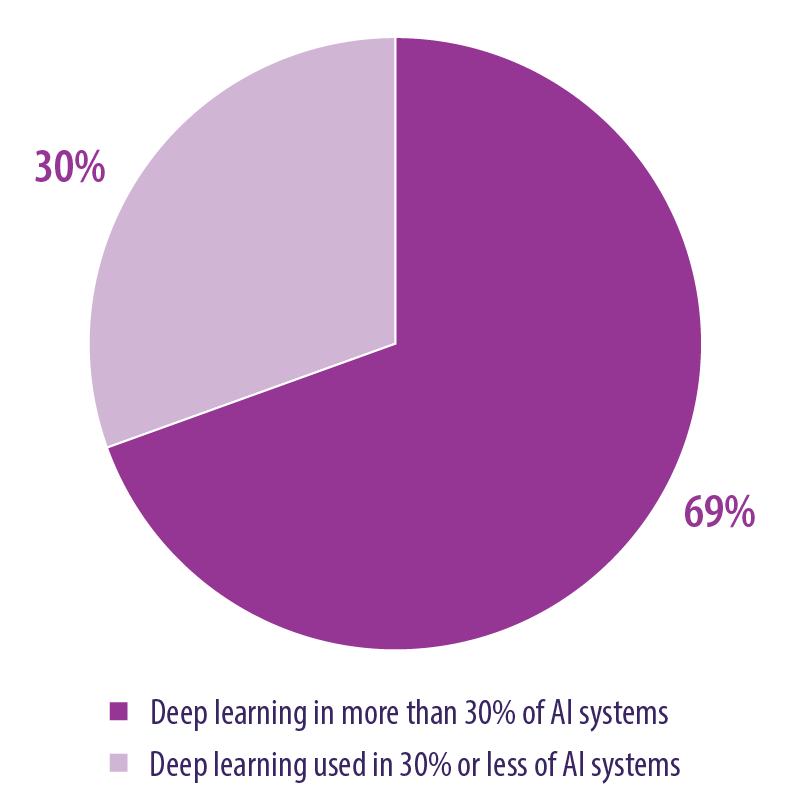 30%
69%
Deep learning in more than 30% of AI systems
Deep learning used in 30% or less of AI systems